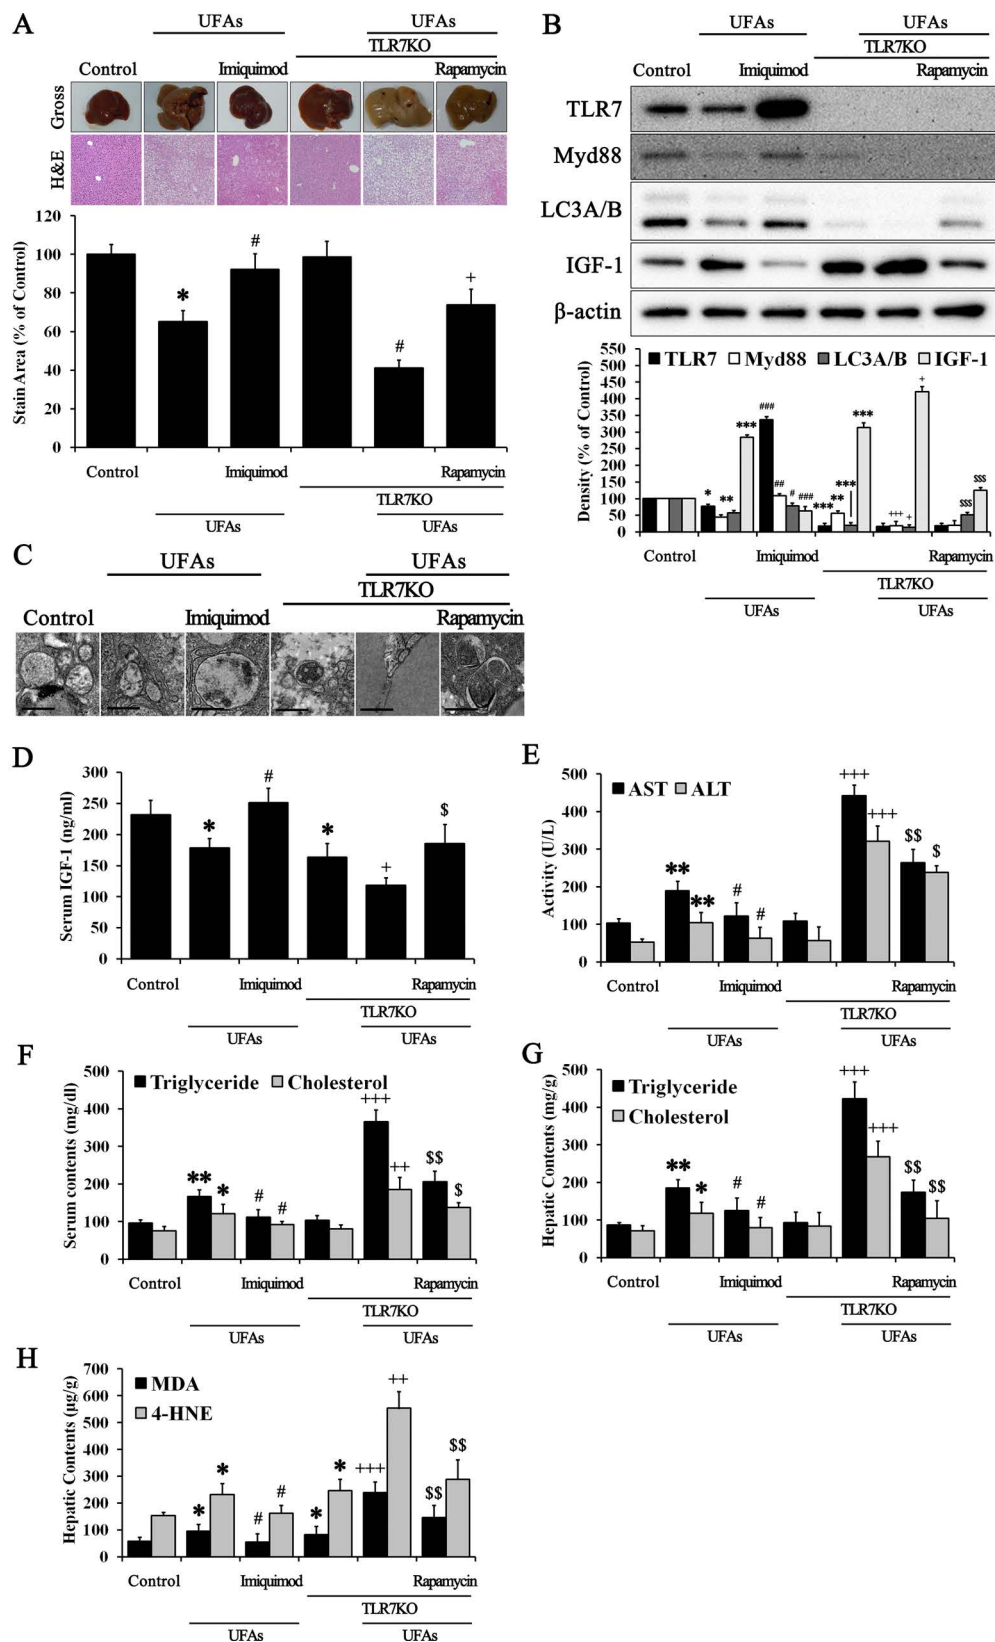 A
UFAs
UFAs
TLR7KO
Control
Imiquimod
Rapamycin
Gross
H&E
Stain Area (% of Control)
120
100
80
60
40
20
0
*
#
#
+
Control
Imiquimod
Rapamycin
TLR7KO
UFAs
UFAs
B
UFAs
UFAs
TLR7KO
Control
Imiquimod
Rapamycin
TLR7
Myd88
LC3A/B
IGF-1
β-actin
TLR7 Myd88 LC3A/B IGF-1
Density (% of Control)
550
500
450
400
350
300
250
200
150
100
50
0
* ** *** ### ## # ### *** ** *** *** +++ + + $$$ $$$
Control
Imiquimod
Rapamycin
TLR7KO
UFAs
UFAs
C
UFAs
UFAs
TLR7KO
Control
Imiquimod
Rapamycin
D
Serum IGF-1 (ng/ml)
300
250
200
150
100
50
0
* # * + $
Control
Imiquimod
Rapamycin
TLR7KO
UFAs
UFAs
E
AST ALT
Activity (U/L)
500
400
300
200
100
0
** ** # # +++ +++ $$ $
Control
Imiquimod
Rapamycin
TLR7KO
UFAs
UFAs
F
Triglyceride Cholesterol
Serum contents (mg/dl)
500
400
300
200
100
0
** * # # +++ ++ $$ $
Control
Imiquimod
Rapamycin
TLR7KO
UFAs
UFAs
G
Triglyceride
Cholesterol
Hepatic Contents (mg/g)
500
400
300
200
100
0
** * # # +++ +++ $$ $$
Control
Imiquimod
Rapamycin
TLR7KO
UFAs
UFAs
H
MDA
4-HNE
Hepatic Contents (μg/g)
700
600
500
400
300
200
100
0
* * # # * * +++ ++ $$ $$
Control
Imiquimod
Rapamycin
TLR7KO
UFAs
UFAs